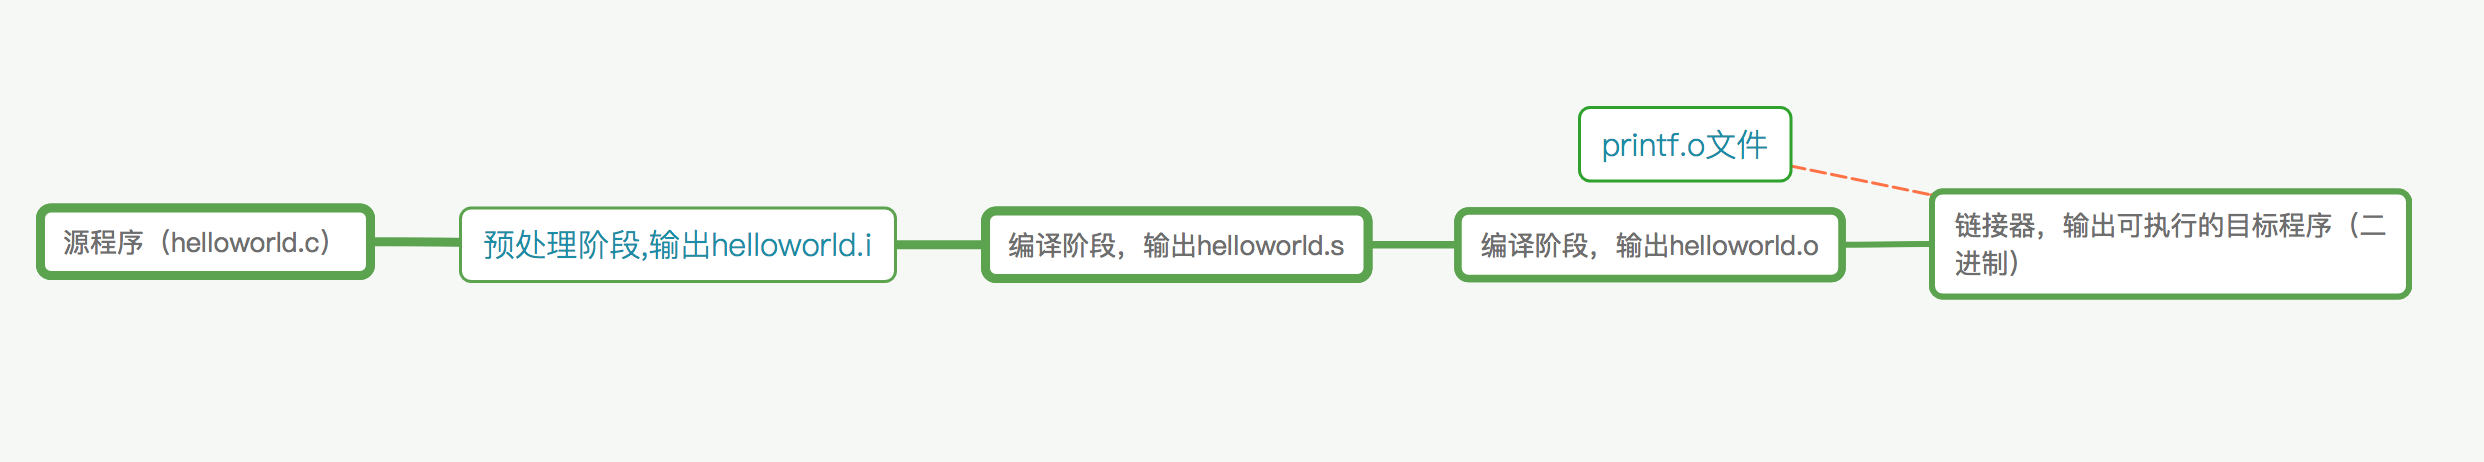 printf.o文件
源程序（helloworld.c）
预处理阶段,输出helloworld.i
编译阶段，输出helloworld.s
编译阶段，输出helloworld.o
链接器，输出可执行的目标程序（二
进制）